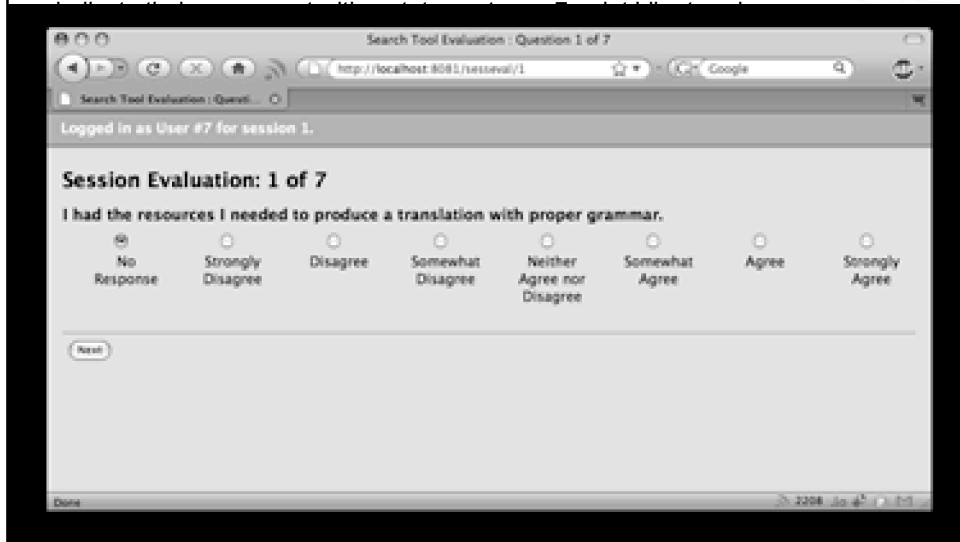 Search Tool Evaluation : Question 1 of 7
http://localhost:8081/sesseval/1
Google
Search Tool Evaluation : Questi...
Logged in as User #7 for session 1.
Session Evaluation: 1 of 7
I had the resources I needed to produce a translation with proper grammar.
No Response
Strongly Disagree
Disagree
Somewhat Disagree
Neither Agree nor Disagree
Somewhat Agree
Agree
Strongly Agree
Next
Done
2208